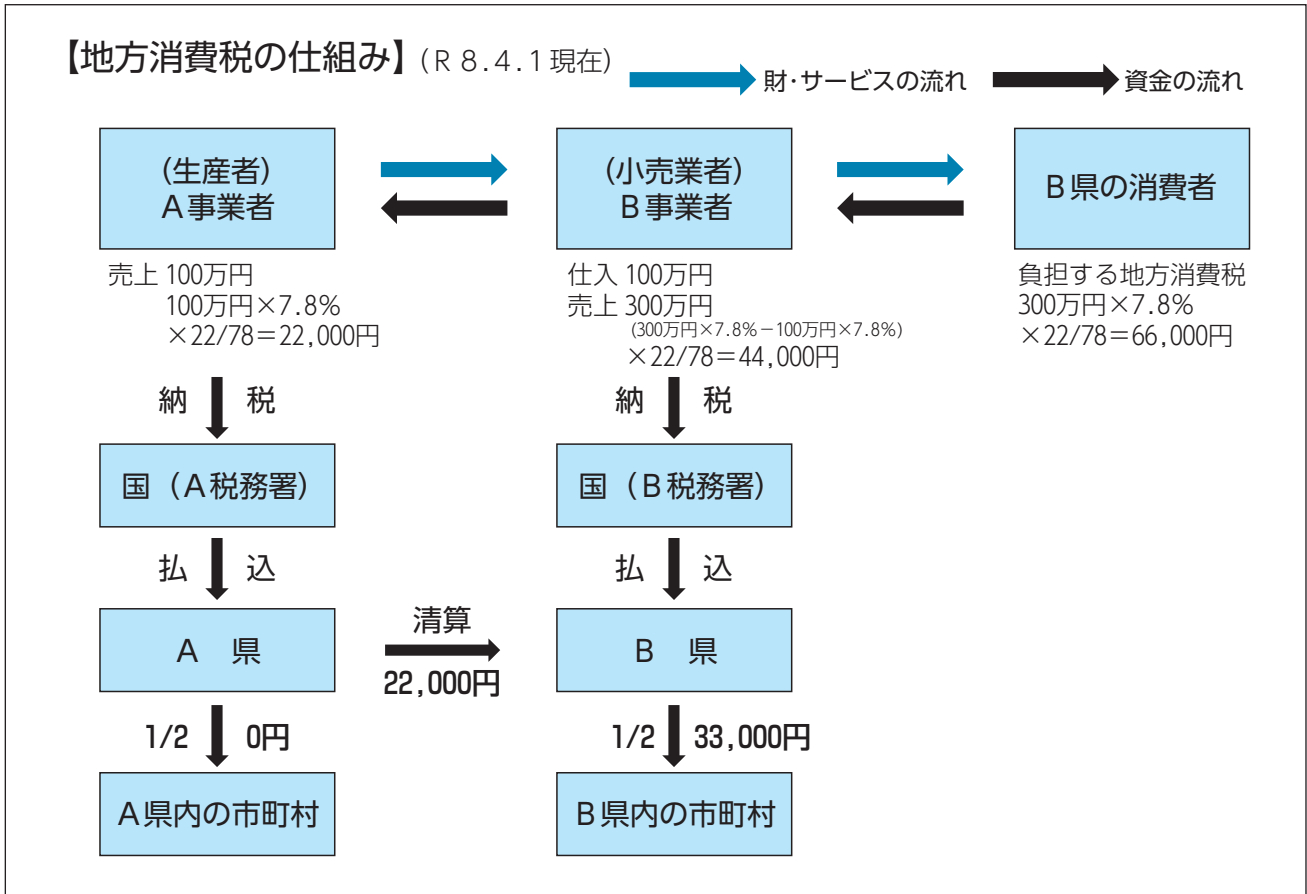 【地方消費税の仕組み】(R 8.4.1現在)
財・サービスの流れ
資金の流れ
(生産者)
A事業者
(小売業者)
B事業者
B県の消費者
売上 100万円
100万円×7.8%
×22/78=22,000円
仕入 100万円
売上 300万円
(300万円×7.8%-100万円×7.8%)
×22/78=44,000円
負担する地方消費税
300万円×7.8%
×22/78=66,000円
納 税
納 税
国(A税務署)
国(B税務署)
払 込
払 込
A 県
清算
22,000円
B 県
1/2 0円
1/2 33,000円
A県内の市町村
B県内の市町村